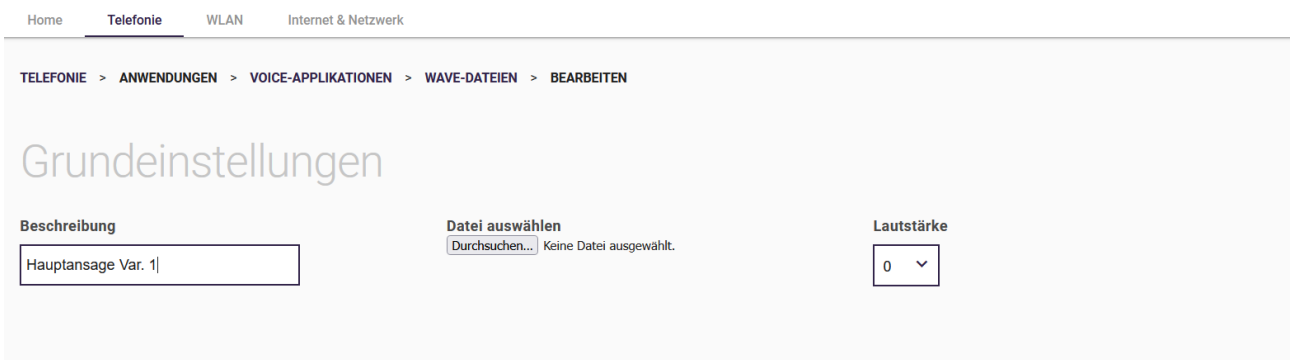 Home Telefonie WLAN Internet & Netzwerk
TELEFONIE > ANWENDUNGEN > VOICE-APPLIKATIONEN > WAVE-DATEIEN > BEARBEITEN
Grundeinstellungen
Beschreibung Datei auswählen Lautstärke
Durchsuchen... Keine Datei ausgewählt.
Hauptansage Var. 1 0